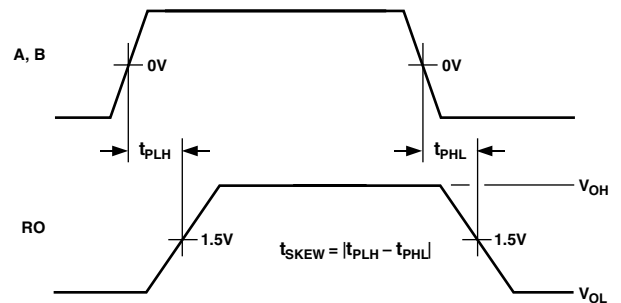 A, B
0V
0V
tPLH
tPHL
VOH
RO
1.5V
tSKEW = |tPLH – tPHL|
1.5V
VOL